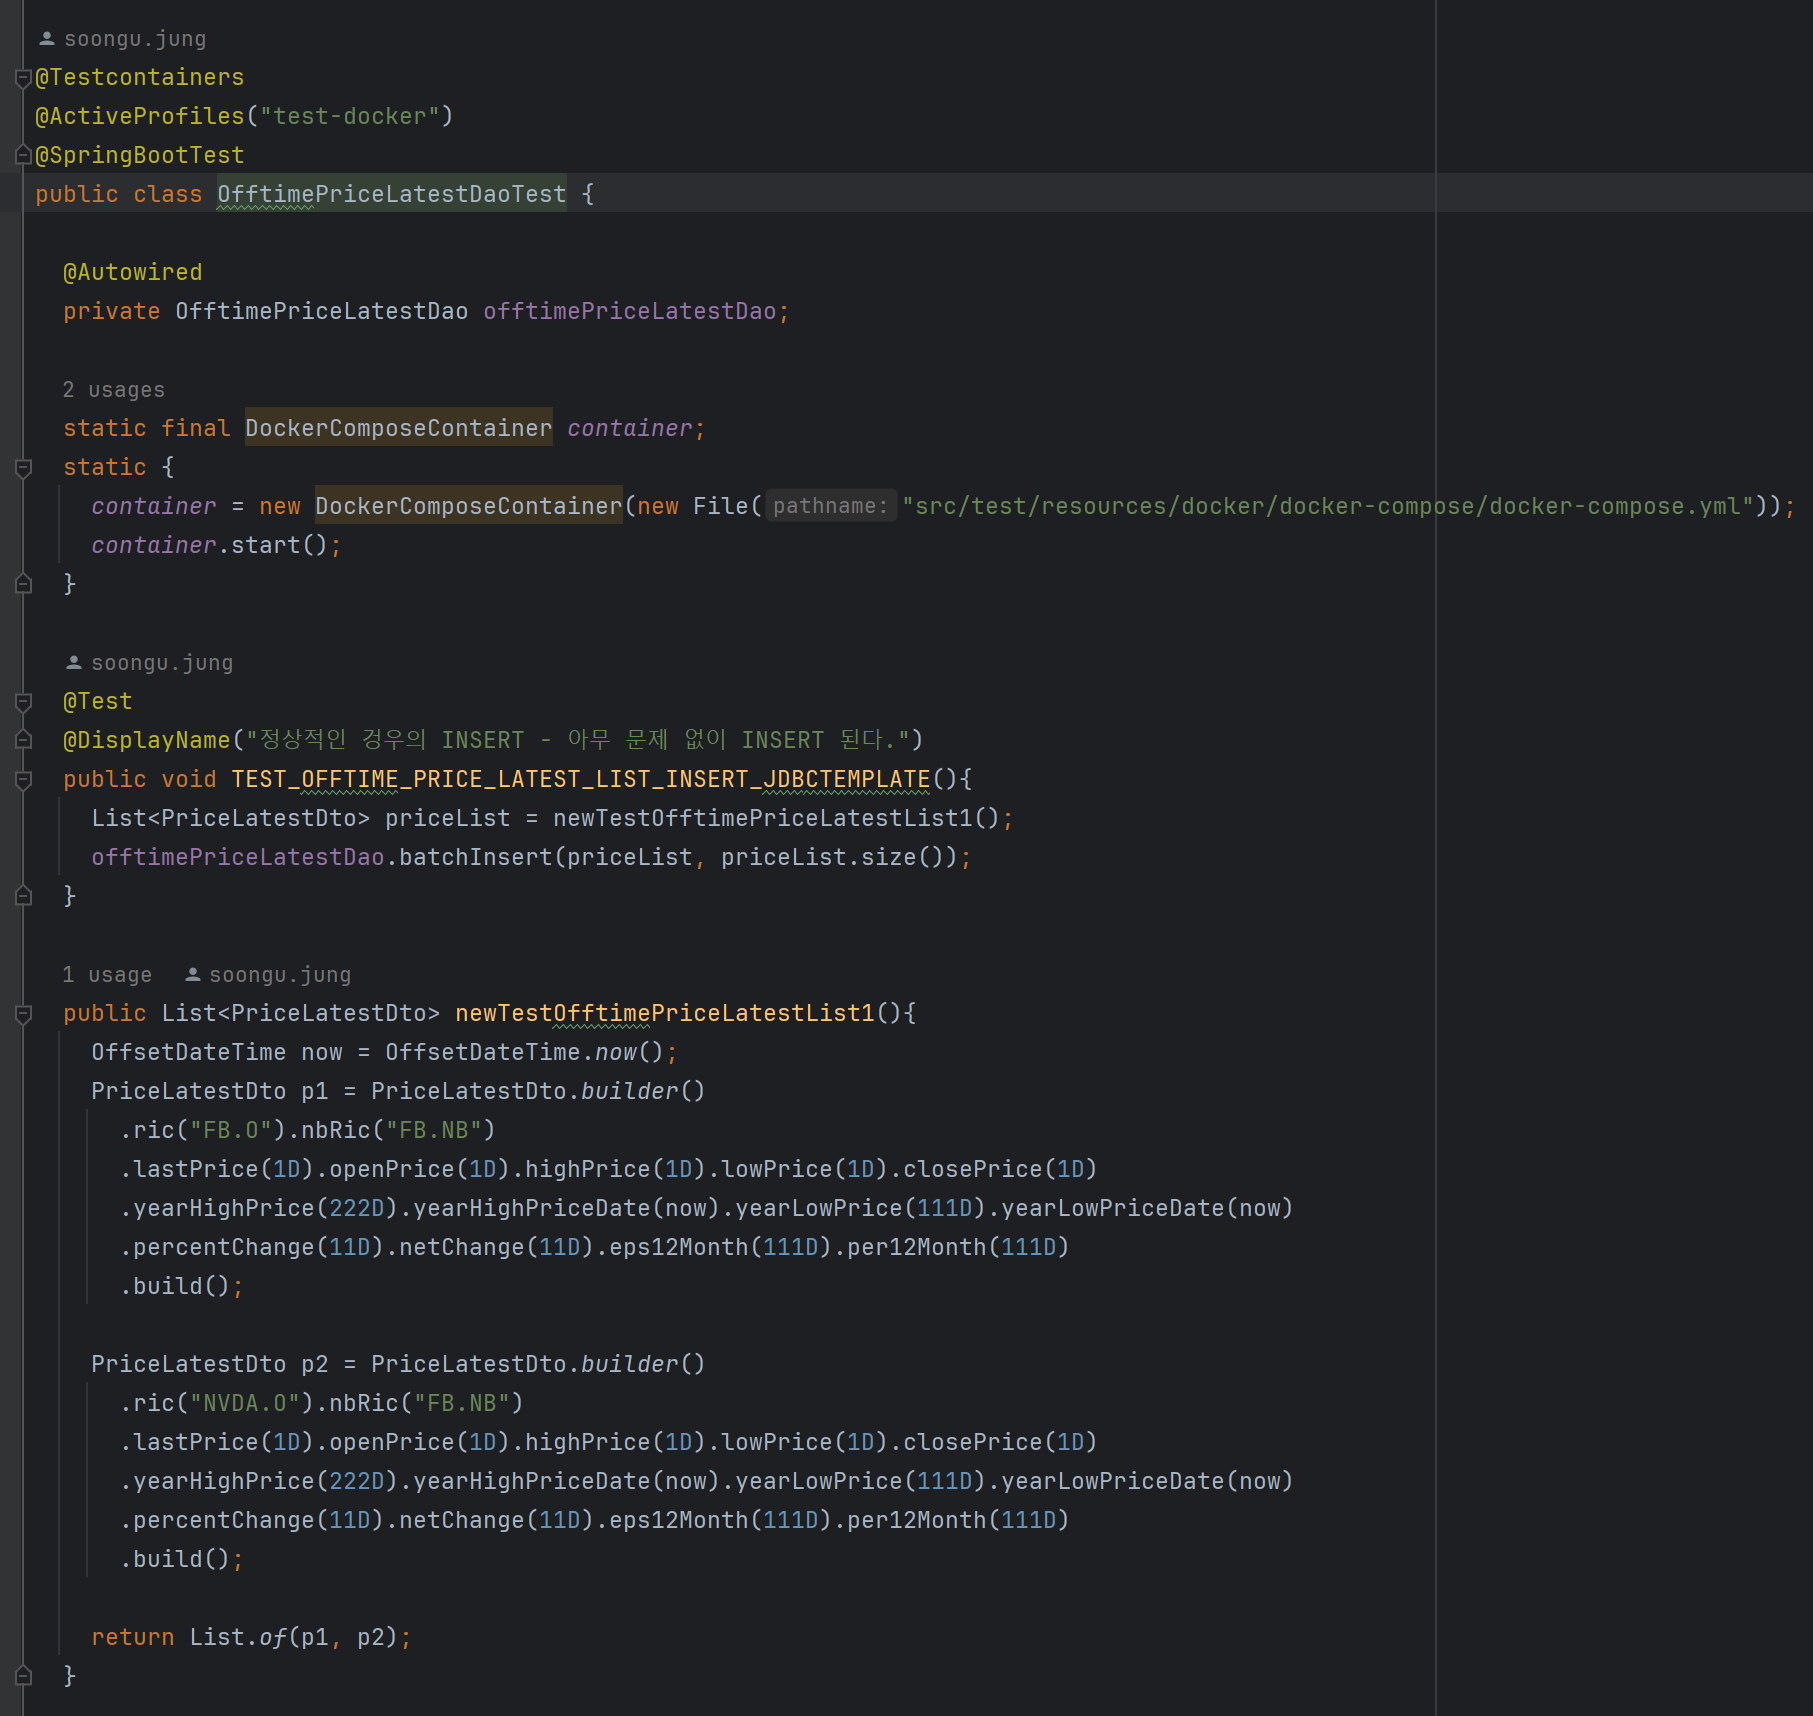 soongu.jung
@Testcontainers
@ActiveProfiles("test-docker")
@SpringBootTest
public class OfftimePriceLatestDaoTest {
@Autowired
private OfftimePriceLatestDao offtimePriceLatestDao;
2 usages
static final DockerComposeContainer container;
static {
container = new DockerComposeContainer(new File( pathname: "src/test/resources/docker/docker-compose/docker-compose.yml"));
container.start();
}
soongu.jung
@Test
@DisplayName("정상적인 겅우의 INSERT - 아무 문제 없이 INSERT 된다.")
public void TEST_OFFTIME_PRICE_LATEST_LIST_INSERT_JDBCTEMPLATE(){
List<PriceLatestDto> priceList = newTestOfftimePriceLatestList1();
offtimePriceLatestDao.batchInsert(priceList, priceList.size());
}
1 usage soongu.jung
public List<PriceLatestDto> newTestOfftimePriceLatestList1(){
OffsetDateTime now = OffsetDateTime.now();
PriceLatestDto p1 = PriceLatestDto.builder()
.ric("FB.O").nbRic("FB.NB")
.lastPrice(1D).openPrice(1D).highPrice(1D).lowPrice(1D).closePrice(1D)
.yearHighPrice(222D).yearHighPriceDate(now).yearLowPrice(111D).yearLowPriceDate(now)
.percentChange(11D).netChange(11D).eps12Month(111D).per12Month(111D)
.build();
PriceLatestDto p2 = PriceLatestDto.builder()
.ric("NVDA.O").nbRic("FB.NB")
.lastPrice(1D).openPrice(1D).highPrice(1D).lowPrice(1D).closePrice(1D)
.yearHighPrice(222D).yearHighPriceDate(now).yearLowPrice(111D).yearLowPriceDate(now)
.percentChange(11D).netChange(11D).eps12Month(111D).per12Month(111D)
.build();
return List.of(p1, p2);
}